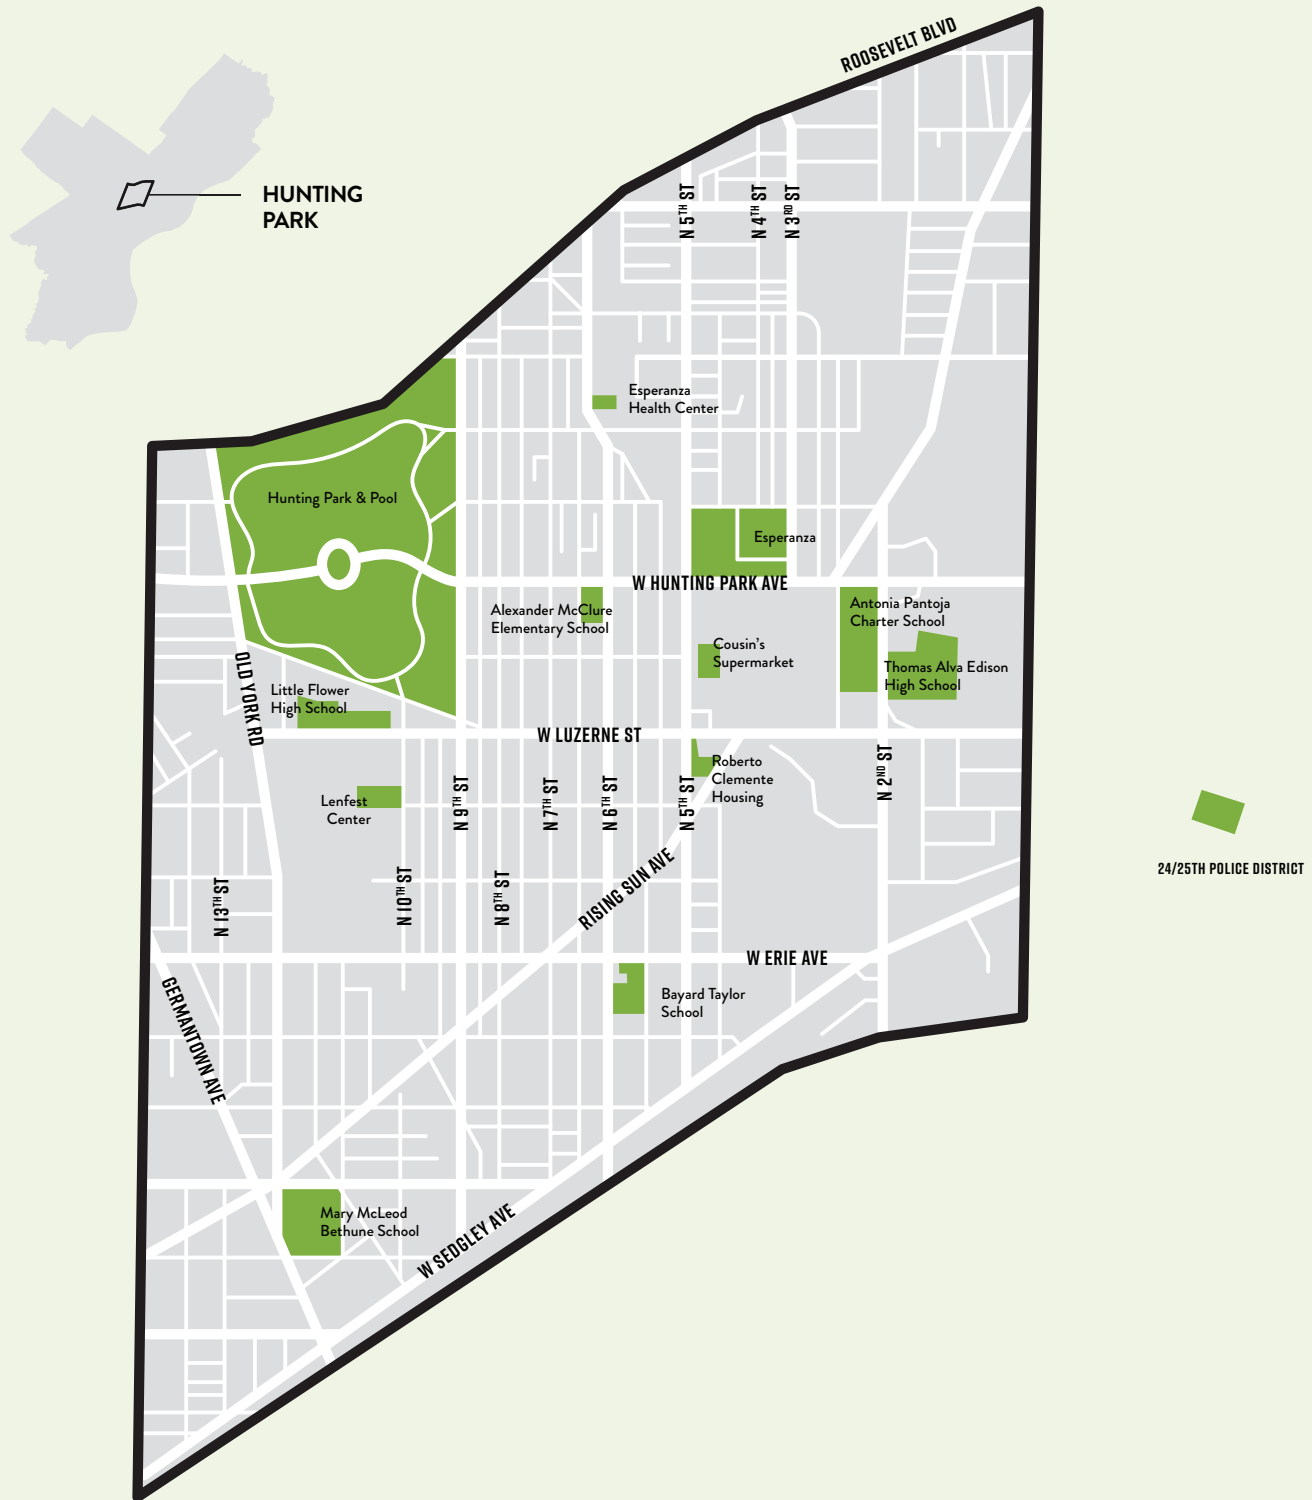 ROOSEVELT BLVD
HUNTING
PARK
N 5TH ST
N 4TH ST
N 3RD ST
Esperanza
Health Center
Hunting Park & Pool
Esperanza
W HUNTING PARK AVE
Alexander McClure
Elementary School
Antonia Pantoja
Charter School
Cousin's
Supermarket
Thomas Alva Edison
High School
OLD YORK RD
Little Flower
High School
W LUZERNE ST
Roberto
Clemente
Housing
N 2ND ST
N 9TH ST
N 7TH ST
N 6TH ST
N 5TH ST
Lenfest
Center
24/25TH POLICE DISTRICT
N 13TH ST
N 10TH ST
N 8TH ST
RISING SUN AVE
W ERIE AVE
Bayard Taylor
School
GERMANTOWN AVE
Mary McLeod
Bethune School
W SEDGLEY AVE